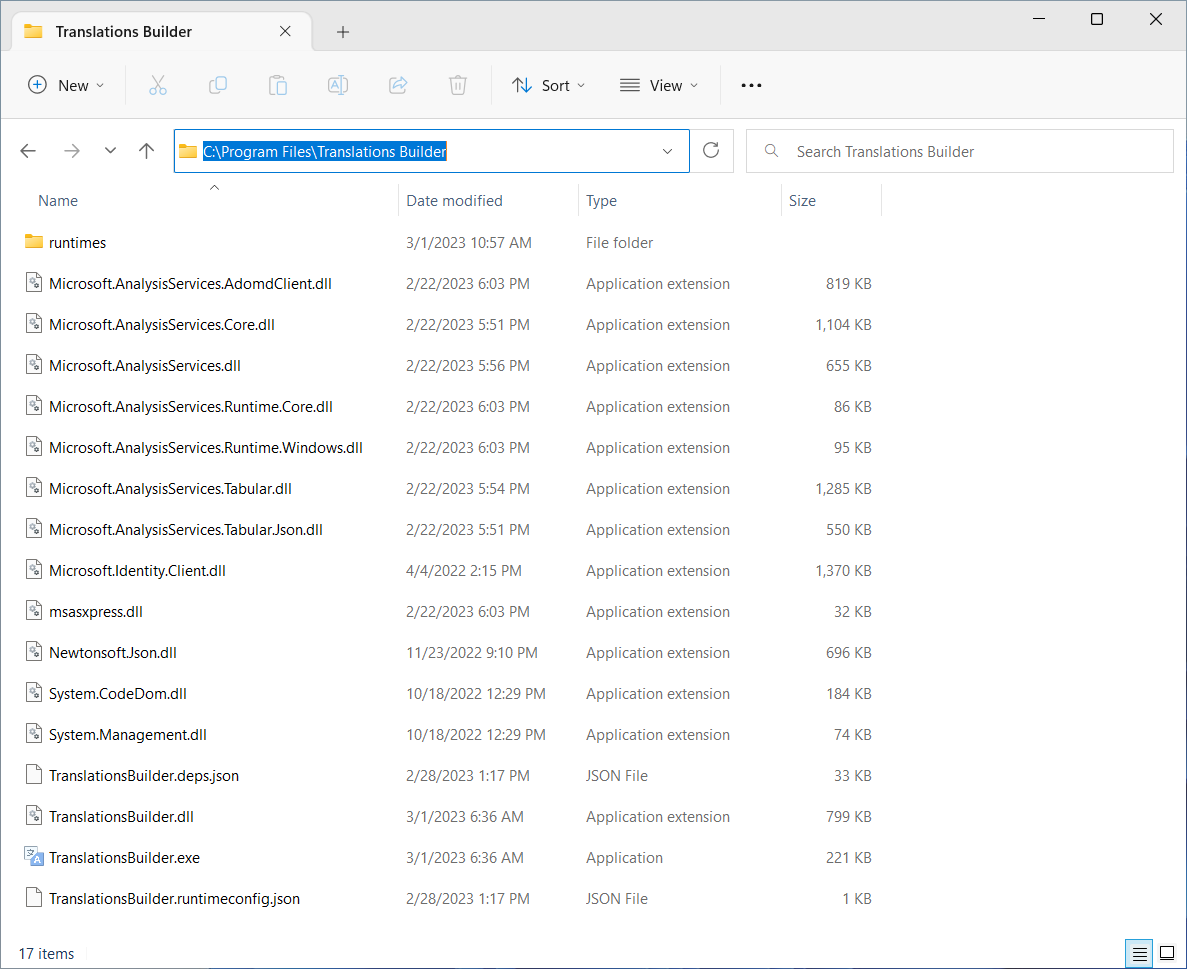 Translations Builder
New Sort View
C:\Program Files\Translations Builder Search Translations Builder
Name Date modified Type Size
runtimes 3/1/2023 10:57 AM File folder
Microsoft.AnalysisServices.AdomdClient.dll 2/22/2023 6:03 PM Application extension 819 KB
Microsoft.AnalysisServices.Core.dll 2/22/2023 5:51 PM Application extension 1,104 KB
Microsoft.AnalysisServices.dll 2/22/2023 5:56 PM Application extension 655 KB
Microsoft.AnalysisServices.Runtime.Core.dll 2/22/2023 6:03 PM Application extension 86 KB
Microsoft.AnalysisServices.Runtime.Windows.dll 2/22/2023 6:03 PM Application extension 95 KB
Microsoft.AnalysisServices.Tabular.dll 2/22/2023 5:54 PM Application extension 1,285 KB
Microsoft.AnalysisServices.Tabular.Json.dll 2/22/2023 5:51 PM Application extension 550 KB
Microsoft.Identity.Client.dll 4/4/2022 2:15 PM Application extension 1,370 KB
msasxpress.dll 2/22/2023 6:03 PM Application extension 32 KB
Newtonsoft.Json.dll 11/23/2022 9:10 PM Application extension 696 KB
System.CodeDom.dll 10/18/2022 12:29 PM Application extension 184 KB
System.Management.dll 10/18/2022 12:29 PM Application extension 74 KB
TranslationsBuilder.deps.json 2/28/2023 1:17 PM JSON File 33 KB
TranslationsBuilder.dll 3/1/2023 6:36 AM Application extension 799 KB
TranslationsBuilder.exe 3/1/2023 6:36 AM Application 221 KB
TranslationsBuilder.runtimeconfig.json 2/28/2023 1:17 PM JSON File 1 KB
17 items